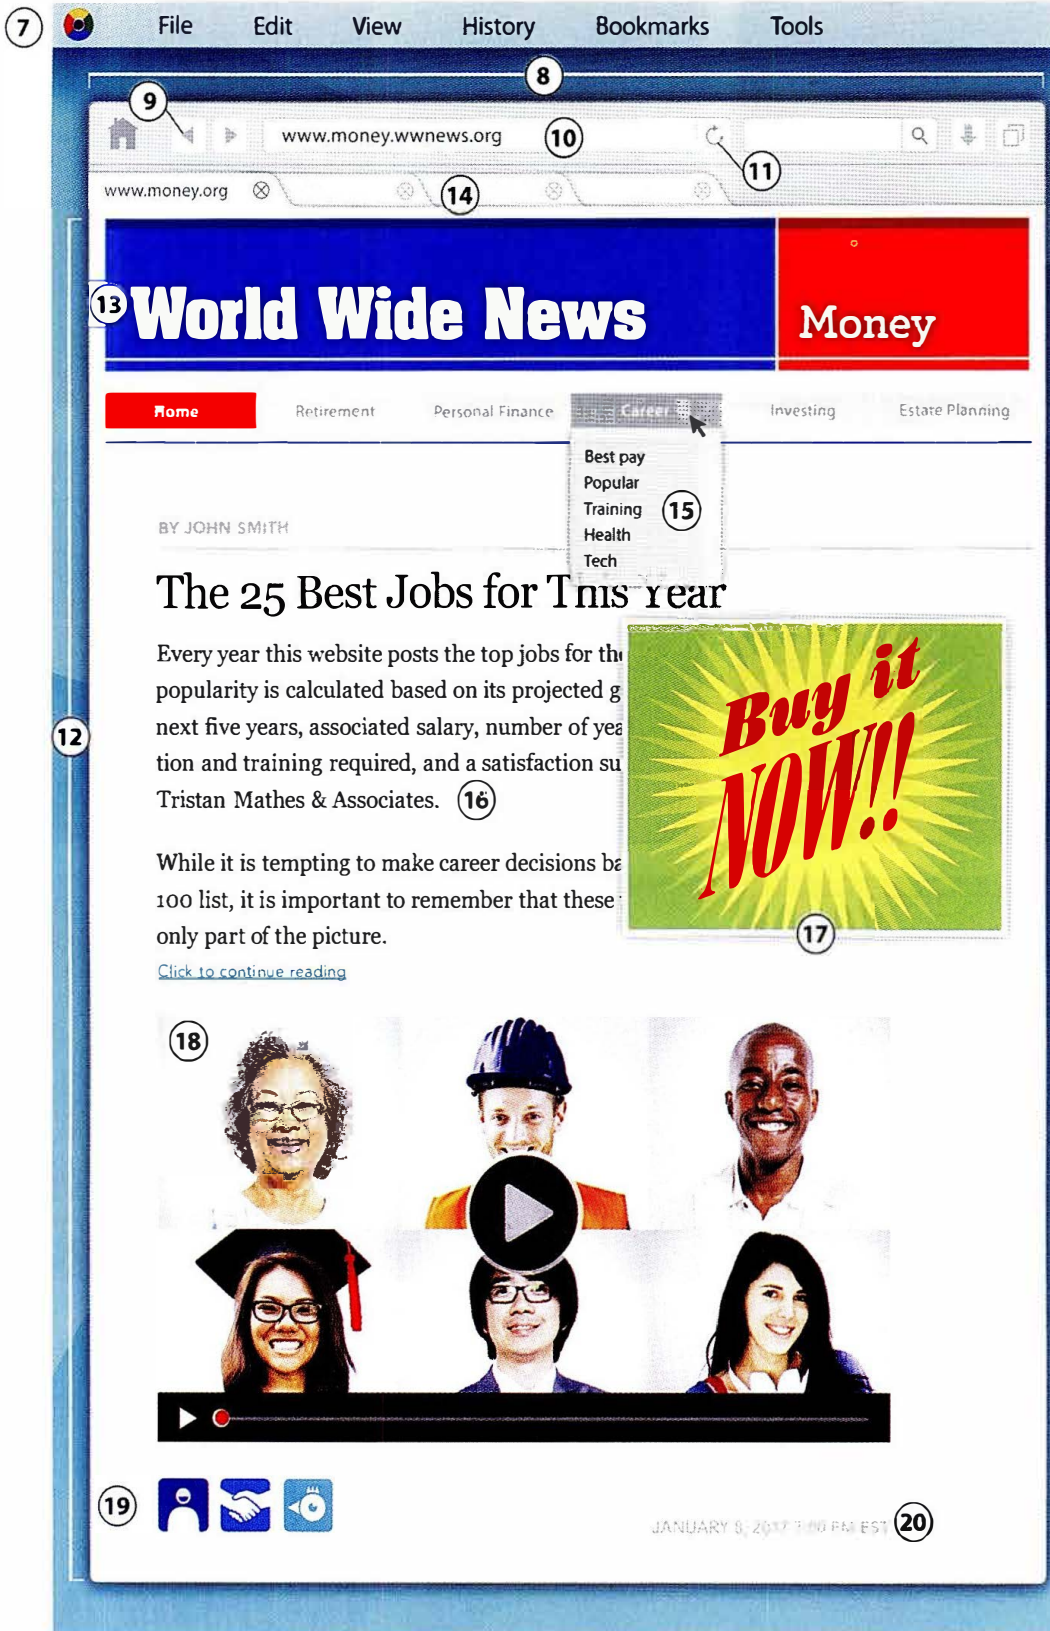 7 File Edit View History Bookmarks Tools
8
9
www.money.wwnews.org 10
11
www.money.org 14
13 World Wide News Money
Home Retirement Personal Finance Career Investing Estate Planning
Best pay
Popular
Training 15
Health
Tech
BY JOHN SMITH
The 25 Best Jobs for This Year
Every year this website posts the top jobs for the
popularity is calculated based on its projected g
next five years, associated salary, number of yea
tion and training required, and a satisfaction su
Tristan Mathes & Associates. 16
12
While it is tempting to make career decisions ba
100 list, it is important to remember that these
only part of the picture.
Click to continue reading
Buy it
NOW!!
17
18
19
JANUARY EST 20